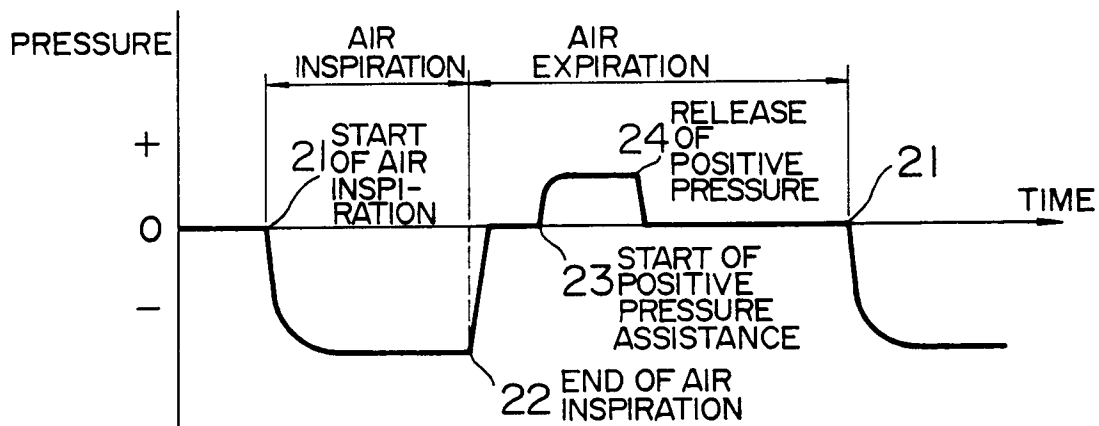 PRESSURE
AIR
INSPIRATION
AIR
EXPIRATION
+
0
-
21
START
OF AIR
INSPI-
RATION
24
RELEASE
OF
POSITIVE
PRESSURE
21
TIME
23
START OF
POSITIVE
PRESSURE
ASSISTANCE
22
END OF AIR
INSPIRATION